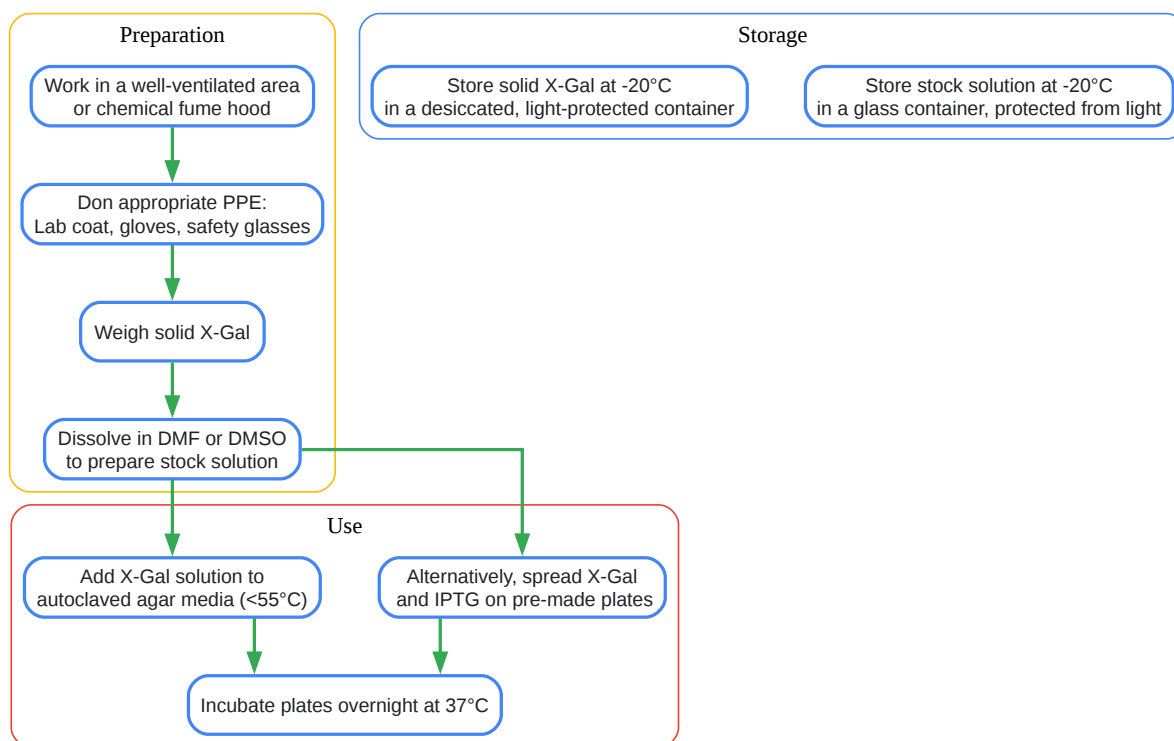 Preparation
Work in a well-ventilated area
or chemical fume hood
Don appropriate PPE:
Lab coat, gloves, safety glasses
Weigh solid X-Gal
Dissolve in DMF or DMSO
to prepare stock solution
Storage
Store solid X-Gal at -20°C
in a desiccated, light-protected container
Store stock solution at -20°C
in a glass container, protected from light
Use
Add X-Gal solution to
autoclaved agar media (<55°C)
Alternatively, spread X-Gal
and IPTG on pre-made plates
Incubate plates overnight at 37°C